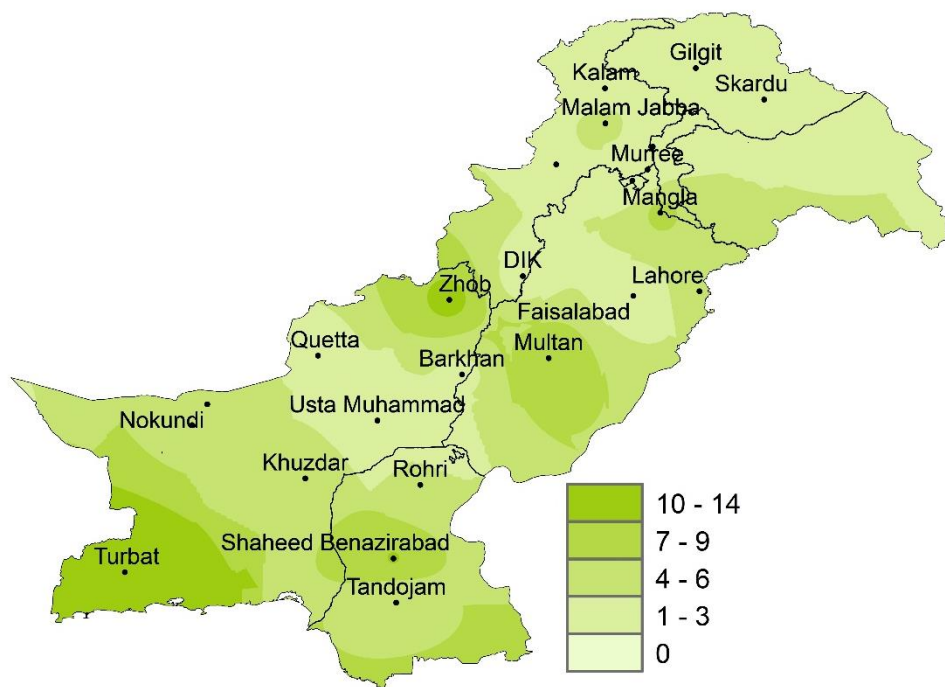 Gilgit
Kalam
Skardu
Malam Jabba
Murree
Mangla
DIK
Zhob
Lahore
Faisalabad
Quetta
Multan
Barkhan
Usta Muhammad
Nokundi
Khuzdar
Rohri
10 - 14
7 - 9
Shaheed Benazirabad
Turbat
4 - 6
Tandojam
1 - 3
0